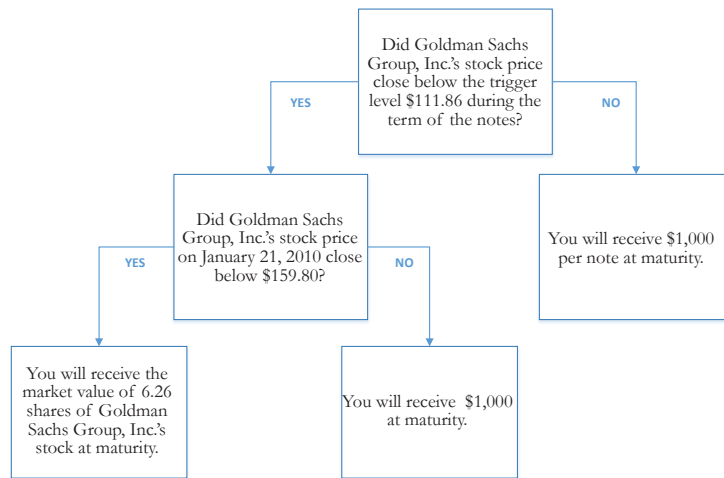 Did Goldman Sachs
Group, Inc.'s stock price
close below the trigger
level $111.86 during the
term of the notes?
YES
NO
Did Goldman Sachs
Group, Inc.'s stock price
on January 21, 2010 close
below $159.80?
You will receive $1,000
per note at maturity.
YES
NO
You will receive the
market value of 6.26
shares of Goldman
Sachs Group, Inc.'s
stock at maturity.
You will receive $1,000
at maturity.